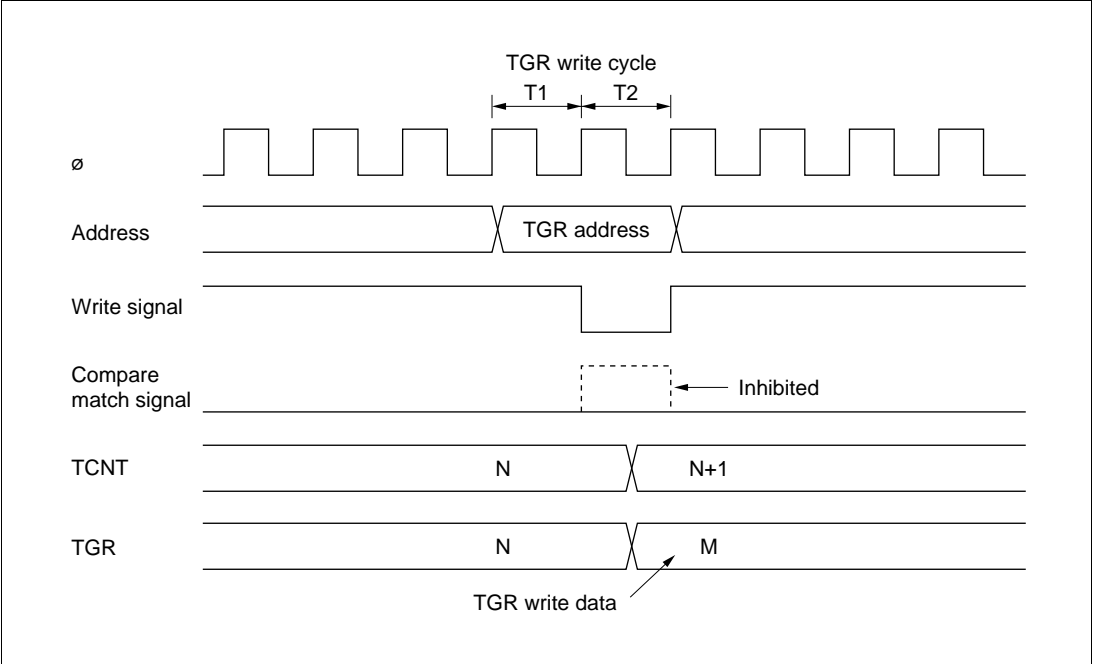 TGR write cycle
T1 T2
ø
Address TGR address
Write signal
Compare
match signal Inhibited
TCNT N N+1
TGR N M
TGR write data